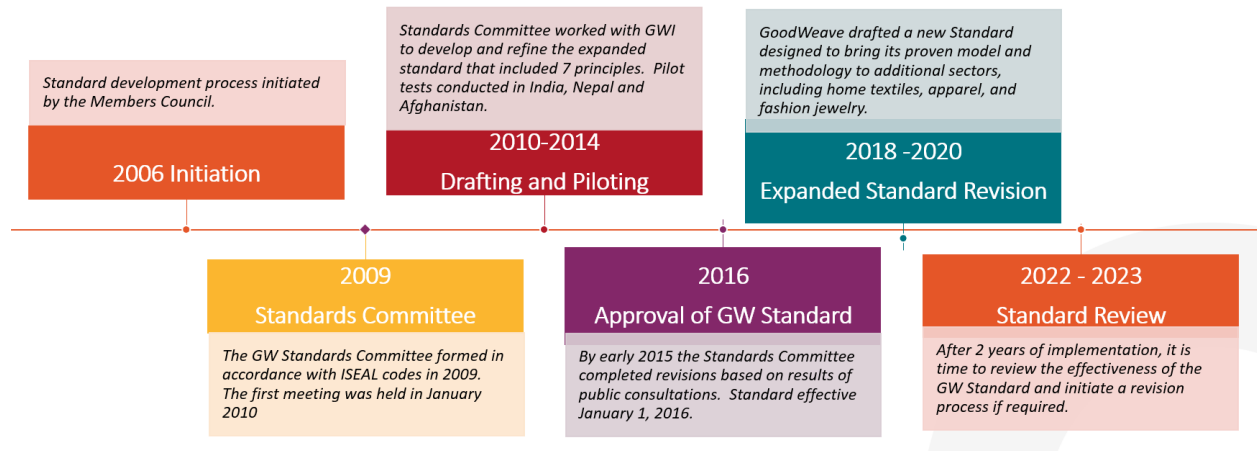 Standard development process initiated
by the Members Council.
2006 Initiation
2009
Standards Committee
The GW Standards Committee formed in
accordance with ISEAL codes in 2009.
The first meeting was held in January
2010
Standards Committee worked with GWI
to develop and refine the expanded
standard that included 7 principles.  Pilot
tests conducted in India, Nepal and
Afghanistan.
2010-2014
Drafting and Piloting
2016
Approval of GW Standard
By early 2015 the Standards Committee
completed revisions based on results of
public consultations.  Standard effective
January 1, 2016.
GoodWeave drafted a new Standard
designed to bring its proven model and
methodology to additional sectors,
including home textiles, apparel, and
fashion jewelry.
2018 -2020
Expanded Standard Revision
2022 - 2023
Standard Review
After 2 years of implementation, it is
time to review the effectiveness of the
GW Standard and initiate a revision
process if required.